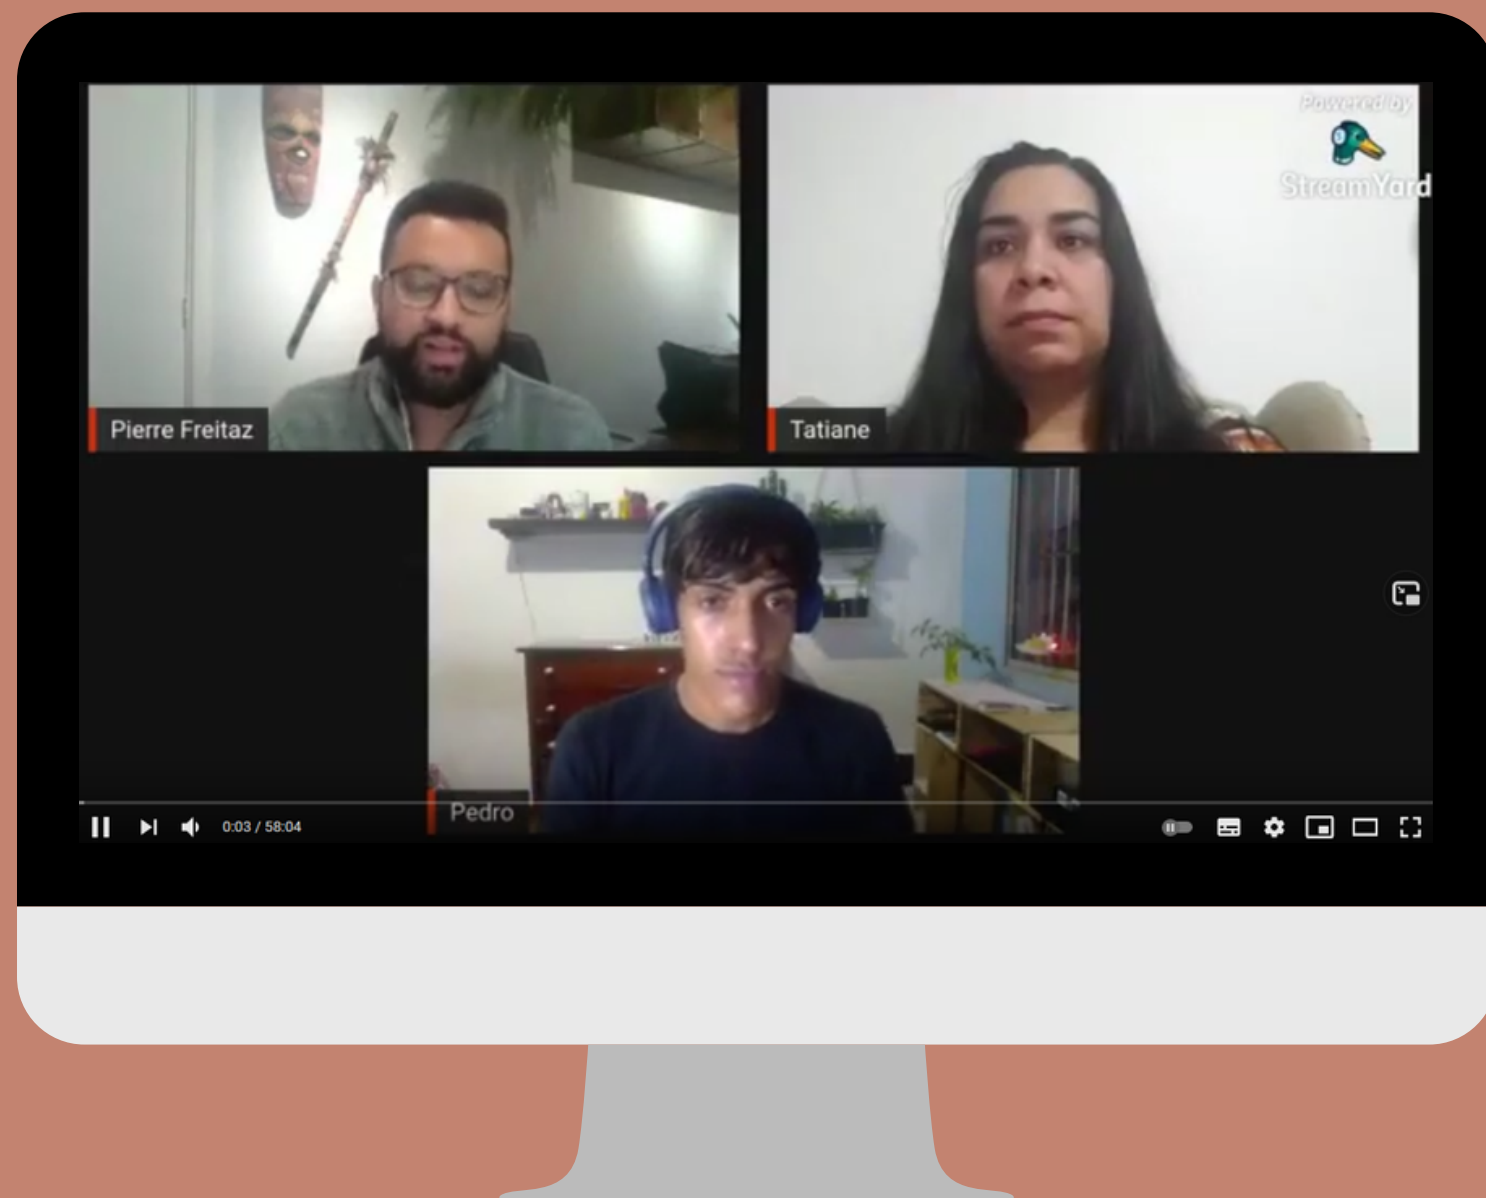 Powered by
StreamYard
Pierre Freitaz
Tatiane
Pedro
0:03 / 58:04